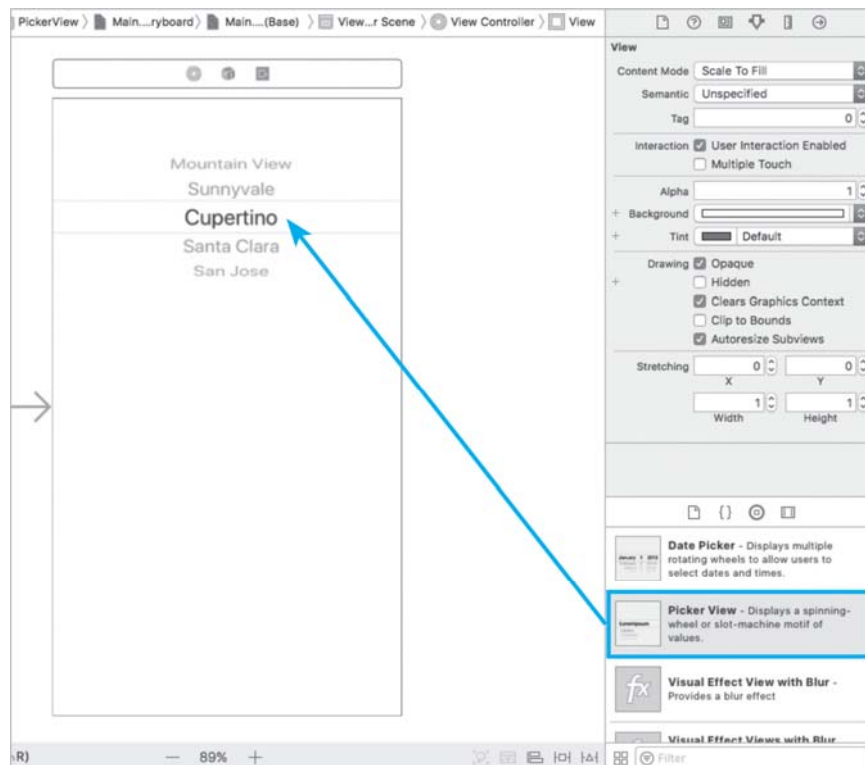 PickerView 〉 Main....ryboard 〉 Main....(Base) 〉 View...r Scene 〉 View Controller 〉 View
Mountain View
Sunnyvale
Cupertino
Santa Clara
San Jose
View
Content Mode Scale To Fill
Semantic Unspecified
Tag 0
Interaction User Interaction Enabled
Multiple Touch
Alpha 1
+ Background
+ Tint Default
Drawing Opaque
+ Hidden
Clears Graphics Context
Clip to Bounds
Autoresize Subviews
Stretching 0 0
X Y
1 1
Width Height
{}
Date Picker - Displays multiple
rotating wheels to allow users to
select dates and times.
Picker View - Displays a spinning-
wheel or slot-machine motif of
values.
fx
Visual Effect View with Blur -
Provides a blur effect
Visual Effect Views with Blur
R) — 89% +
Filter